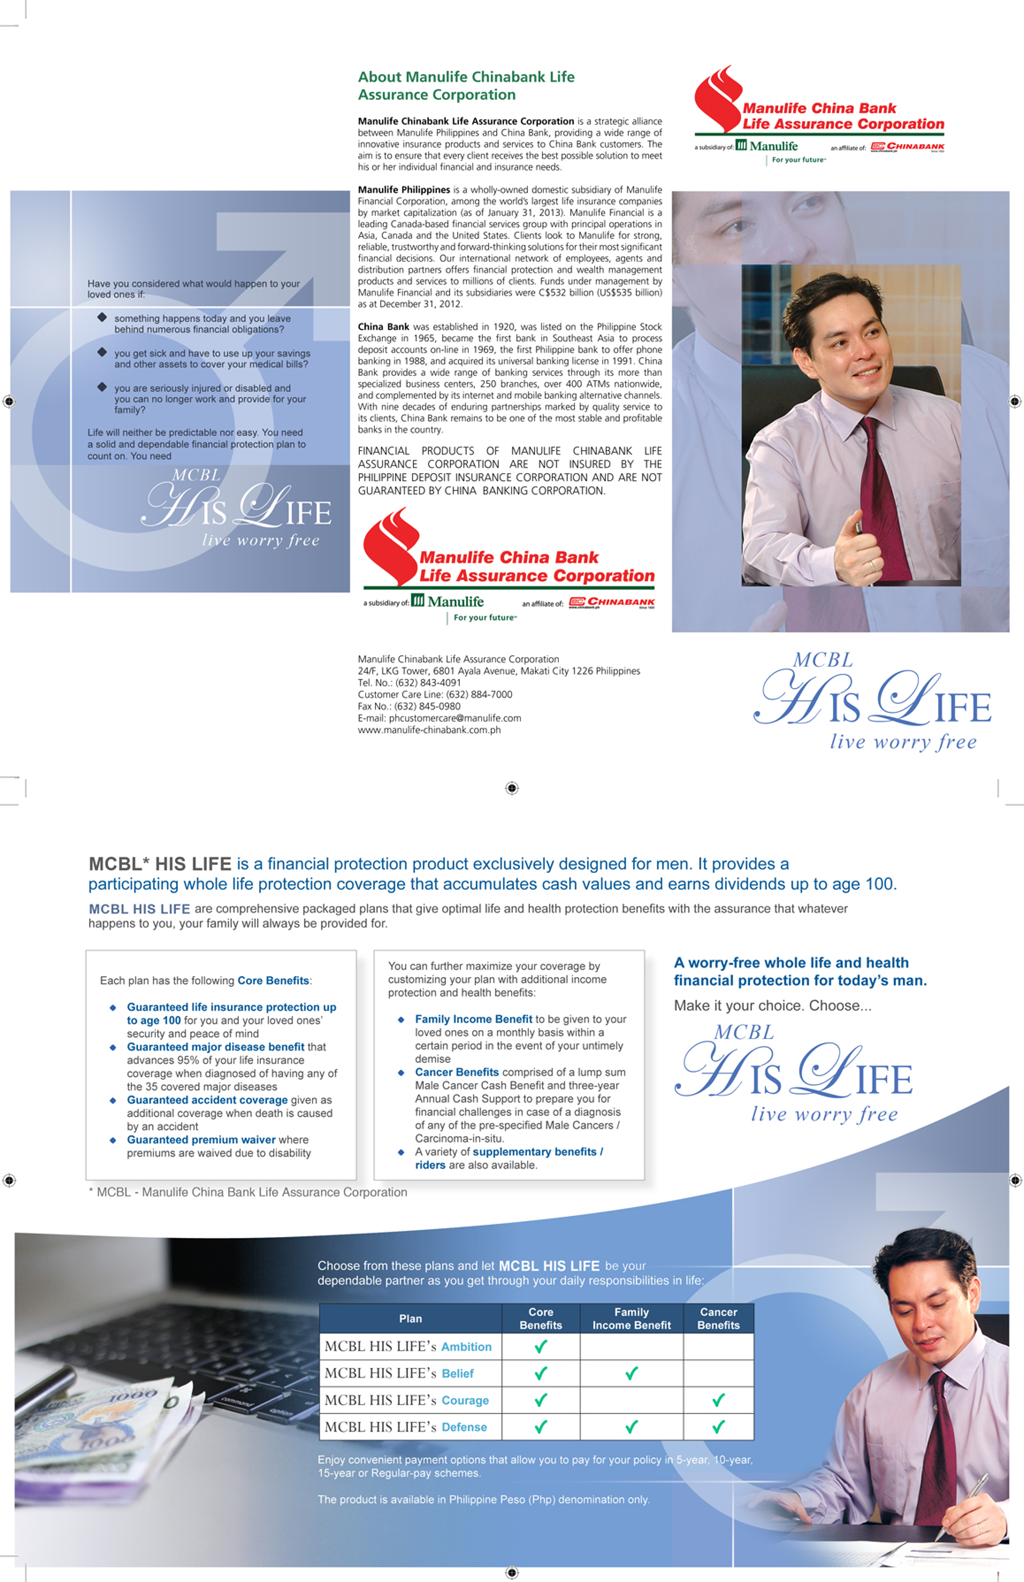 Have you considered what would happen to your
loved ones if:
something happens today and you leave
behind numerous financial obligations?
you get sick and have to use up your savings
and other assets to cover your medical bills?
you are seriously injured or disabled and
you can no longer work and provide for your
family?
Life will neither be predictable nor easy. You need
a solid and dependable financial protection plan to
count on. You need
MCBL
HIS LIFE
live worry free
About Manulife Chinabank Life
Assurance Corporation
Manulife Chinabank Life Assurance Corporation is a strategic alliance
between Manulife Philippines and China Bank, providing a wide range of
innovative insurance products and services to China Bank customers. The
aim is to ensure that every client receives the best possible solution to meet
his or her individual financial and insurance needs.
Manulife Philippines is a wholly-owned domestic subsidiary of Manulife
Financial Corporation, among the world's largest life insurance companies
by market capitalization (as of January 31, 2013). Manulife Financial is a
leading Canada-based financial services group with principal operations in
Asia, Canada and the United States. Clients look to Manulife for strong,
reliable, trustworthy and forward-thinking solutions for their most significant
financial decisions. Our international network of employees, agents and
distribution partners offers financial protection and wealth management
products and services to millions of clients. Funds under management by
Manulife Financial and its subsidiaries were C$532 billion (US$535 billion)
as at December 31, 2012.
China Bank was established in 1920, was listed on the Philippine Stock
Exchange in 1965, became the first bank in Southeast Asia to process
deposit accounts on-line in 1969, the first Philippine bank to offer phone
banking in 1988, and acquired its universal banking license in 1991. China
Bank provides a wide range of banking services through its more than
specialized business centers, 250 branches, over 400 ATMs nationwide,
and complemented by its internet and mobile banking alternative channels.
With nine decades of enduring partnerships marked by quality service to
its clients, China Bank remains to be one of the most stable and profitable
banks in the country.
FINANCIAL PRODUCTS OF MANULIFE CHINABANK LIFE
ASSURANCE CORPORATION ARE NOT INSURED BY THE
PHILIPPINE DEPOSIT INSURANCE CORPORATION AND ARE NOT
GUARANTEED BY CHINA BANKING CORPORATION.
Manulife China Bank
Life Assurance Corporation
a subsidiary of: Manulife an affiliate of: CHINABANK
www.chinabank.ph Since 1920
For your future™
Manulife Chinabank Life Assurance Corporation
24/F, LKG Tower, 6801 Ayala Avenue, Makati City 1226 Philippines
Tel. No.: (632) 843-4091
Customer Care Line: (632) 884-7000
Fax No.: (632) 845-0980
E-mail: phcustomercare@manulife.com
www.manulife-chinabank.com.ph
Manulife China Bank
Life Assurance Corporation
a subsidiary of: Manulife an affiliate of: CHINABANK
www.chinabank.ph Since 1920
For your future™
MCBL
HIS LIFE
live worry free
MCBL* HIS LIFE is a financial protection product exclusively designed for men. It provides a
participating whole life protection coverage that accumulates cash values and earns dividends up to age 100.
MCBL HIS LIFE are comprehensive packaged plans that give optimal life and health protection benefits with the assurance that whatever
happens to you, your family will always be provided for.
Each plan has the following Core Benefits:
Guaranteed life insurance protection up
to age 100 for you and your loved ones'
security and peace of mind
Guaranteed major disease benefit that
advances 95% of your life insurance
coverage when diagnosed of having any of
the 35 covered major diseases
Guaranteed accident coverage given as
additional coverage when death is caused
by an accident
Guaranteed premium waiver where
premiums are waived due to disability
* MCBL - Manulife China Bank Life Assurance Corporation
You can further maximize your coverage by
customizing your plan with additional income
protection and health benefits:
Family Income Benefit to be given to your
loved ones on a monthly basis within a
certain period in the event of your untimely
demise
Cancer Benefits comprised of a lump sum
Male Cancer Cash Benefit and three-year
Annual Cash Support to prepare you for
financial challenges in case of a diagnosis
of any of the pre-specified Male Cancers /
Carcinoma-in-situ.
A variety of supplementary benefits /
riders are also available.
A worry-free whole life and health
financial protection for today's man.
Make it your choice. Choose...
MCBL
HIS LIFE
live worry free
Choose from these plans and let MCBL HIS LIFE be your
dependable partner as you get through your daily responsibilities in life:
Plan Core Benefits Family Income Benefit Cancer Benefits
MCBL HIS LIFE's Ambition ✓
MCBL HIS LIFE's Belief ✓ ✓
MCBL HIS LIFE's Courage ✓ ✓
MCBL HIS LIFE's Defense ✓ ✓ ✓
Enjoy convenient payment options that allow you to pay for your policy in 5-year, 10-year,
15-year or Regular-pay schemes.
The product is available in Philippine Peso (Php) denomination only.
1000
command
option